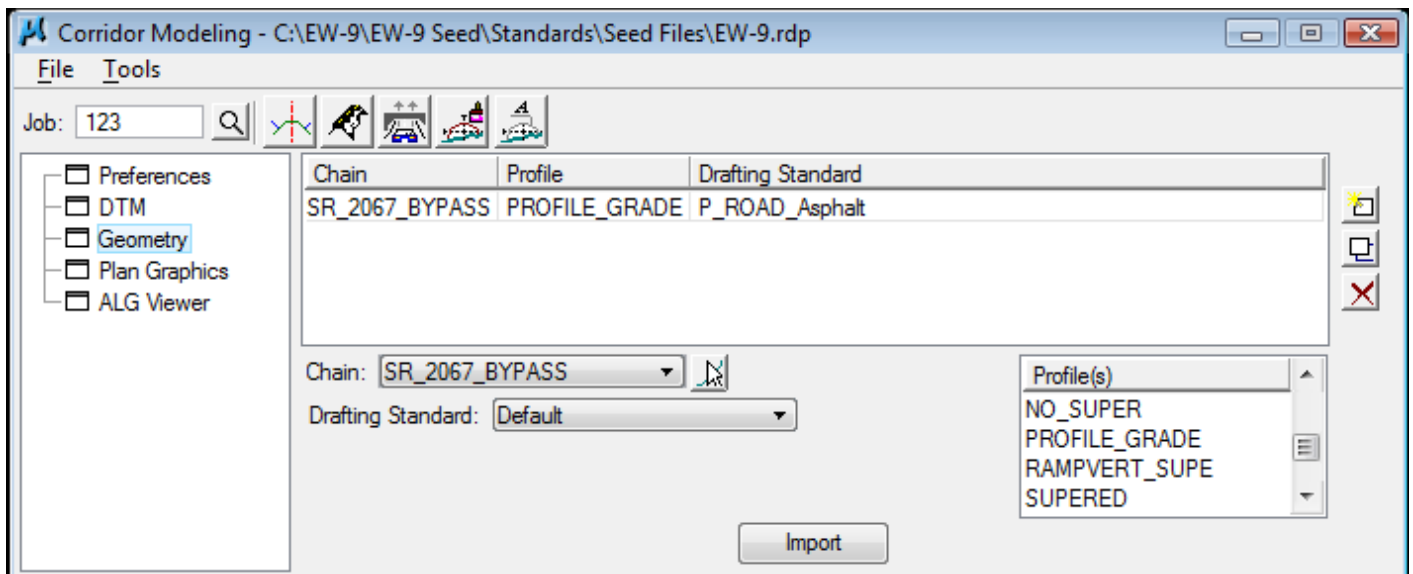 Corridor Modeling - C:\EW-9\EW-9 Seed\Standards\Seed Files\EW-9.rdp
File Tools
Job: 123
A
Preferences
DTM
Geometry
Plan Graphics
ALG Viewer
Chain Profile Drafting Standard
SR_2067_BYPASS PROFILE_GRADE P_ROAD_Asphalt
Chain: SR_2067_BYPASS
Drafting Standard: Default
Profile(s)
NO_SUPER
PROFILE_GRADE
RAMPVERT_SUPE
SUPERED
Import